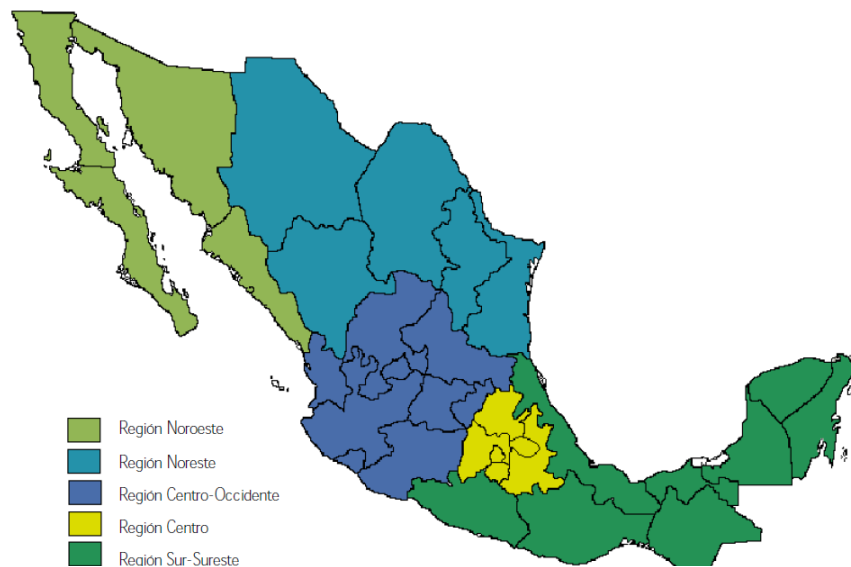 Región Noroeste
Región Noreste
Región Centro-Occidente
Región Centro
Región Sur-Sureste